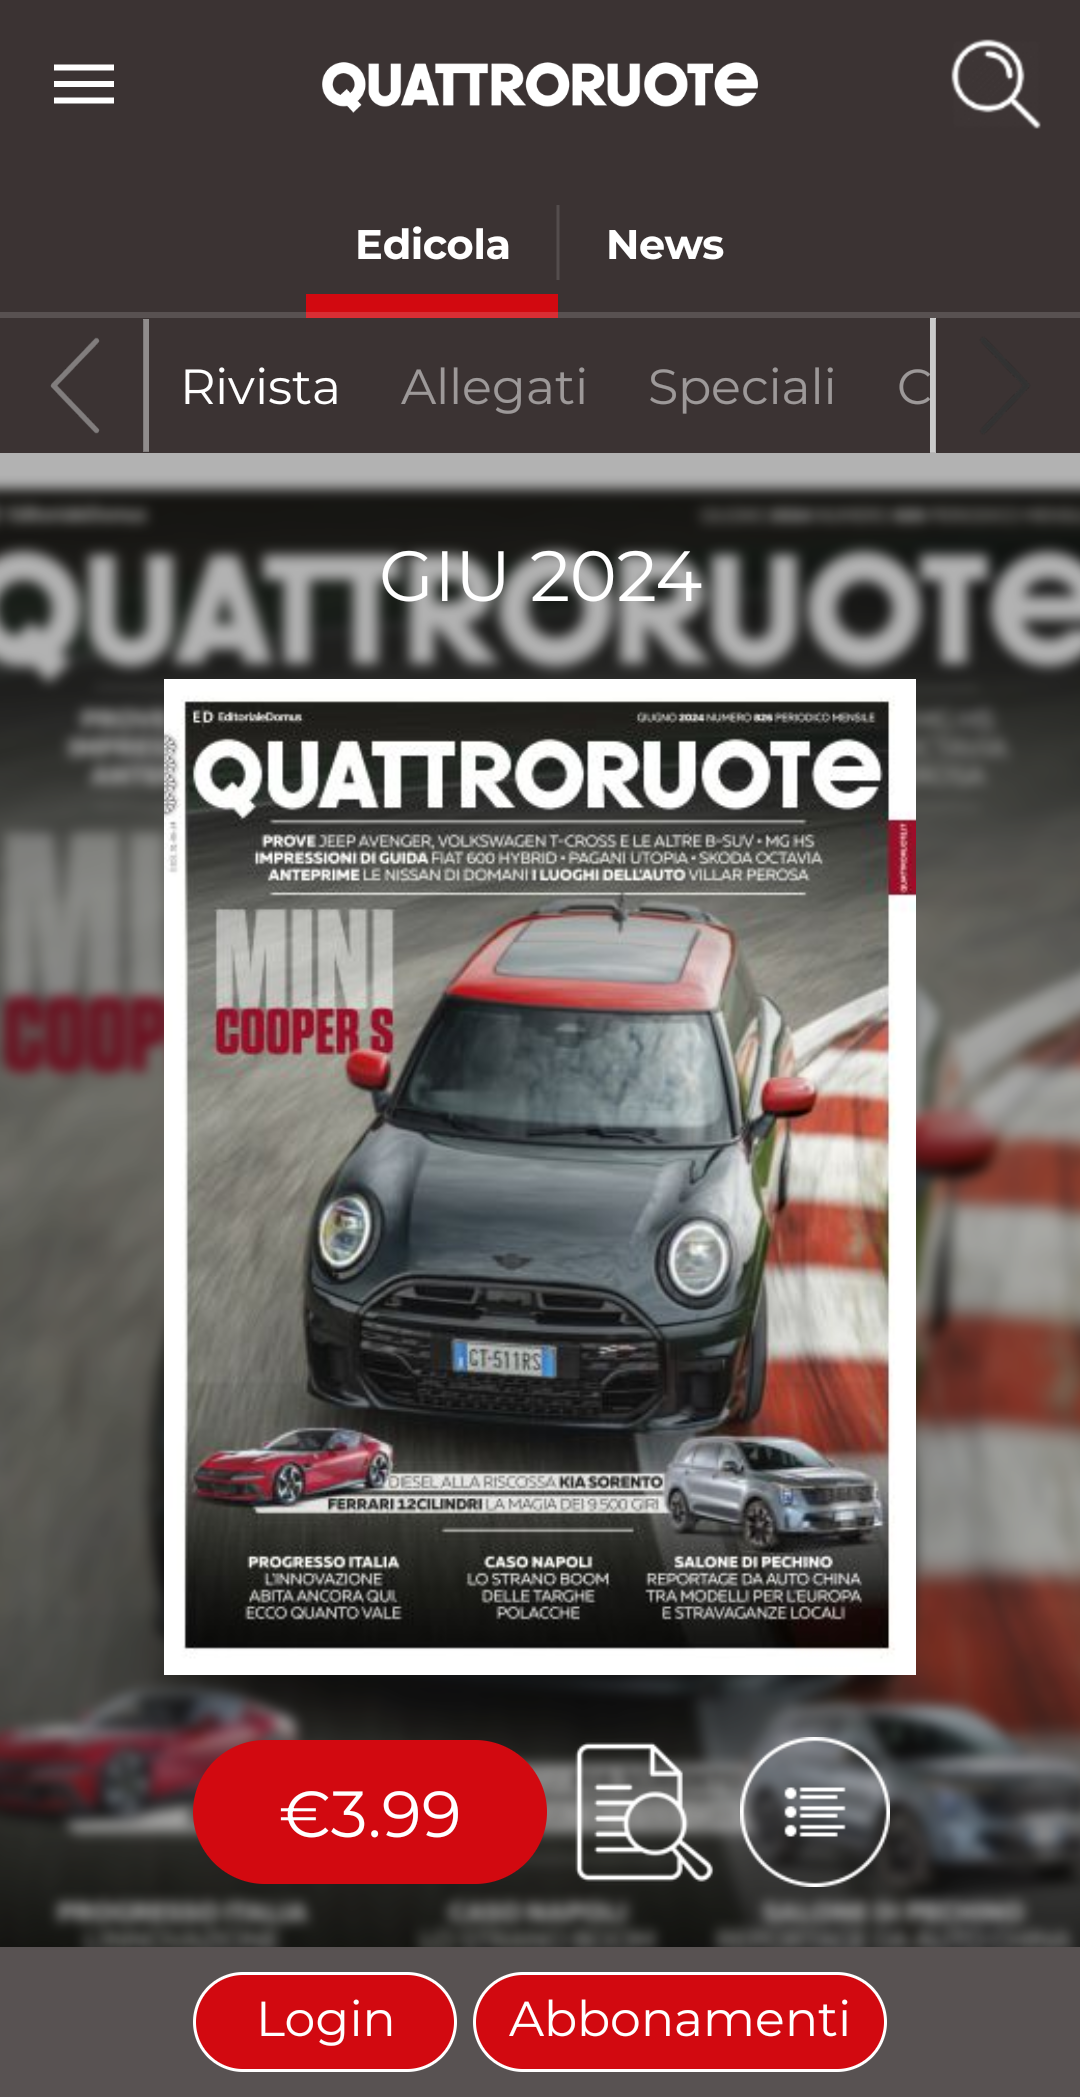 QUATTRORUOTE
Edicola
News
Rivista
Allegati
Speciali
C
GIU 2024
ED EditorialeDomus
GIUGNO 2024 NUMERO 826 PERIODICO MENSILE
QUATTRORUOTE
PROVE JEEP AVENGER, VOLKSWAGEN T-CROSS E LE ALTRE B-SUV • MG HS
IMPRESSIONI DI GUIDA FIAT 600 HYBRID • PAGANI UTOPIA • SKODA OCTAVIA
ANTEPRIME LE NISSAN DI DOMANI I LUOGHI DELL'AUTO VILLAR PEROSA
QUATTRORUOTE.IT
MINI
COOPER S
GT-511RS
DIESEL ALLA RISCOSSA KIA SORENTO
FERRARI 12CILINDRI LA MAGIA DEI 9.500 GIRI
PROGRESSO ITALIA
L'INNOVAZIONE
ABITA ANCORA QUI.
ECCO QUANTO VALE
CASO NAPOLI
LO STRANO BOOM
DELLE TARGHE
POLACCHE
SALONE DI PECHINO
REPORTAGE DA AUTO CHINA
TRA MODELLI PER L'EUROPA
E STRAVAGANZE LOCALI
€3.99
Login
Abbonamenti